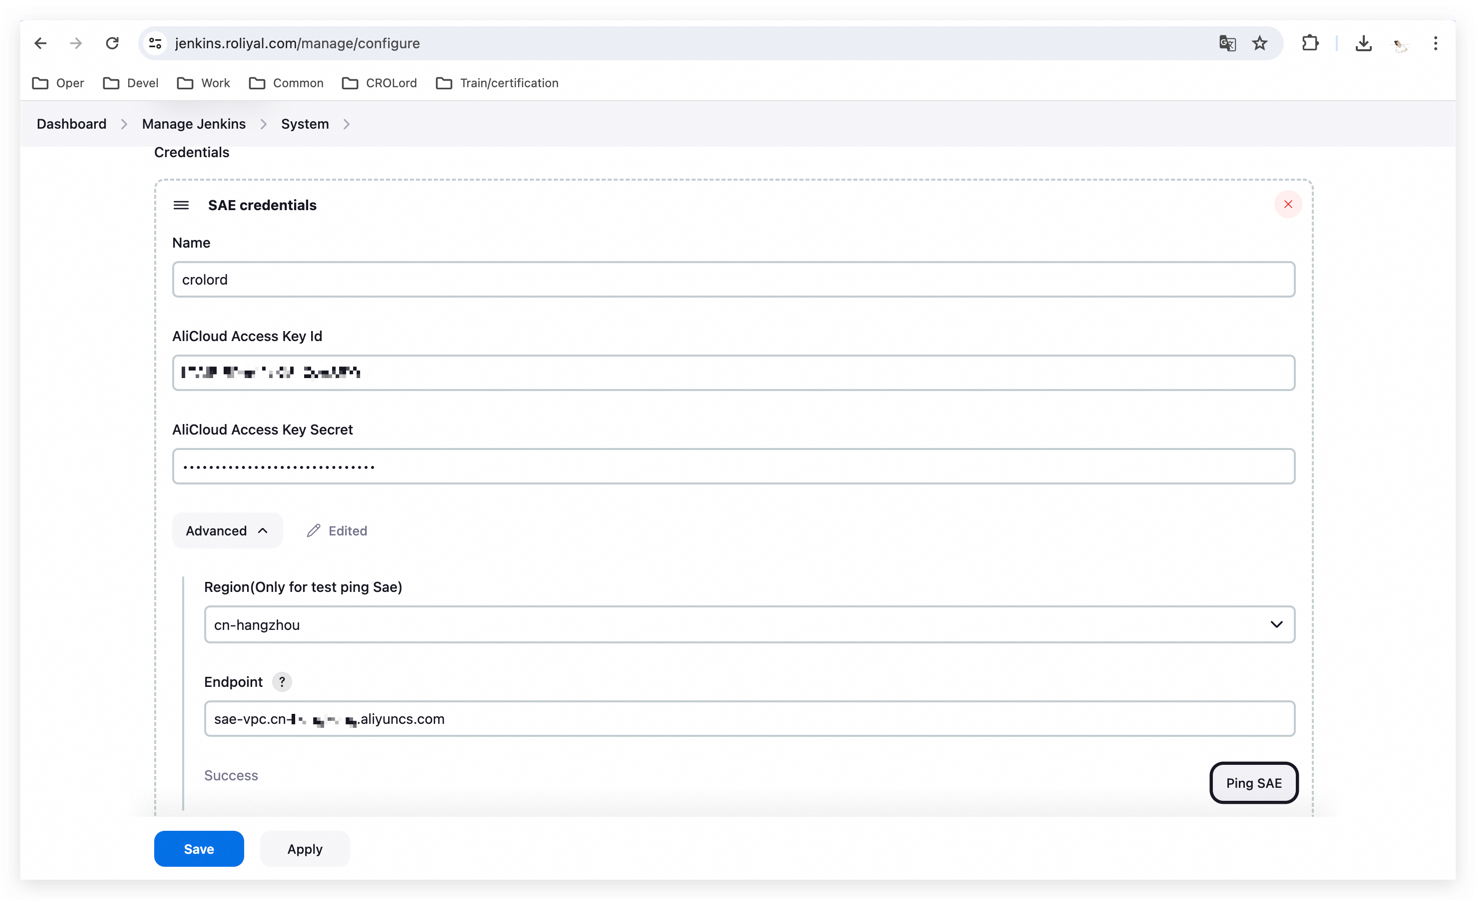 jenkins.roliyal.com/manage/configure
Oper Devel Work Common CROLord Train/certification
Dashboard Manage Jenkins System
Credentials
SAE credentials
Name
crolord
AliCloud Access Key Id
AliCloud Access Key Secret
••••••••••••••••••••••••••••••
Advanced Edited
Region(Only for test ping Sae)
cn-hangzhou
Endpoint ?
sae-vpc.cn- .aliyuncs.com
Success
Ping SAE
Save Apply